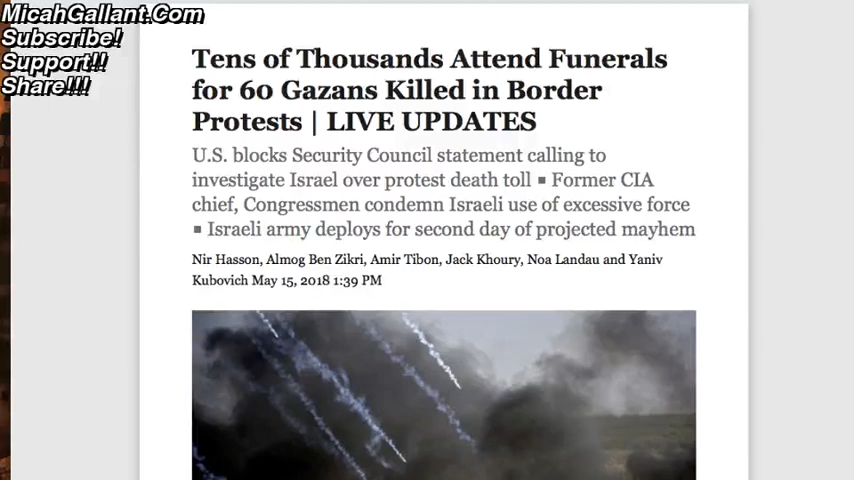 MicahGallant.Com
Subscribe!
Support!!
Share!!!
Tens of Thousands Attend Funerals
for 60 Gazans Killed in Border
Protests | LIVE UPDATES
U.S. blocks Security Council statement calling to
investigate Israel over protest death toll ▪ Former CIA
chief, Congressmen condemn Israeli use of excessive force
▪ Israeli army deploys for second day of projected mayhem
Nir Hasson, Almog Ben Zikri, Amir Tibon, Jack Khoury, Noa Landau and Yaniv
Kubovich May 15, 2018 1:39 PM